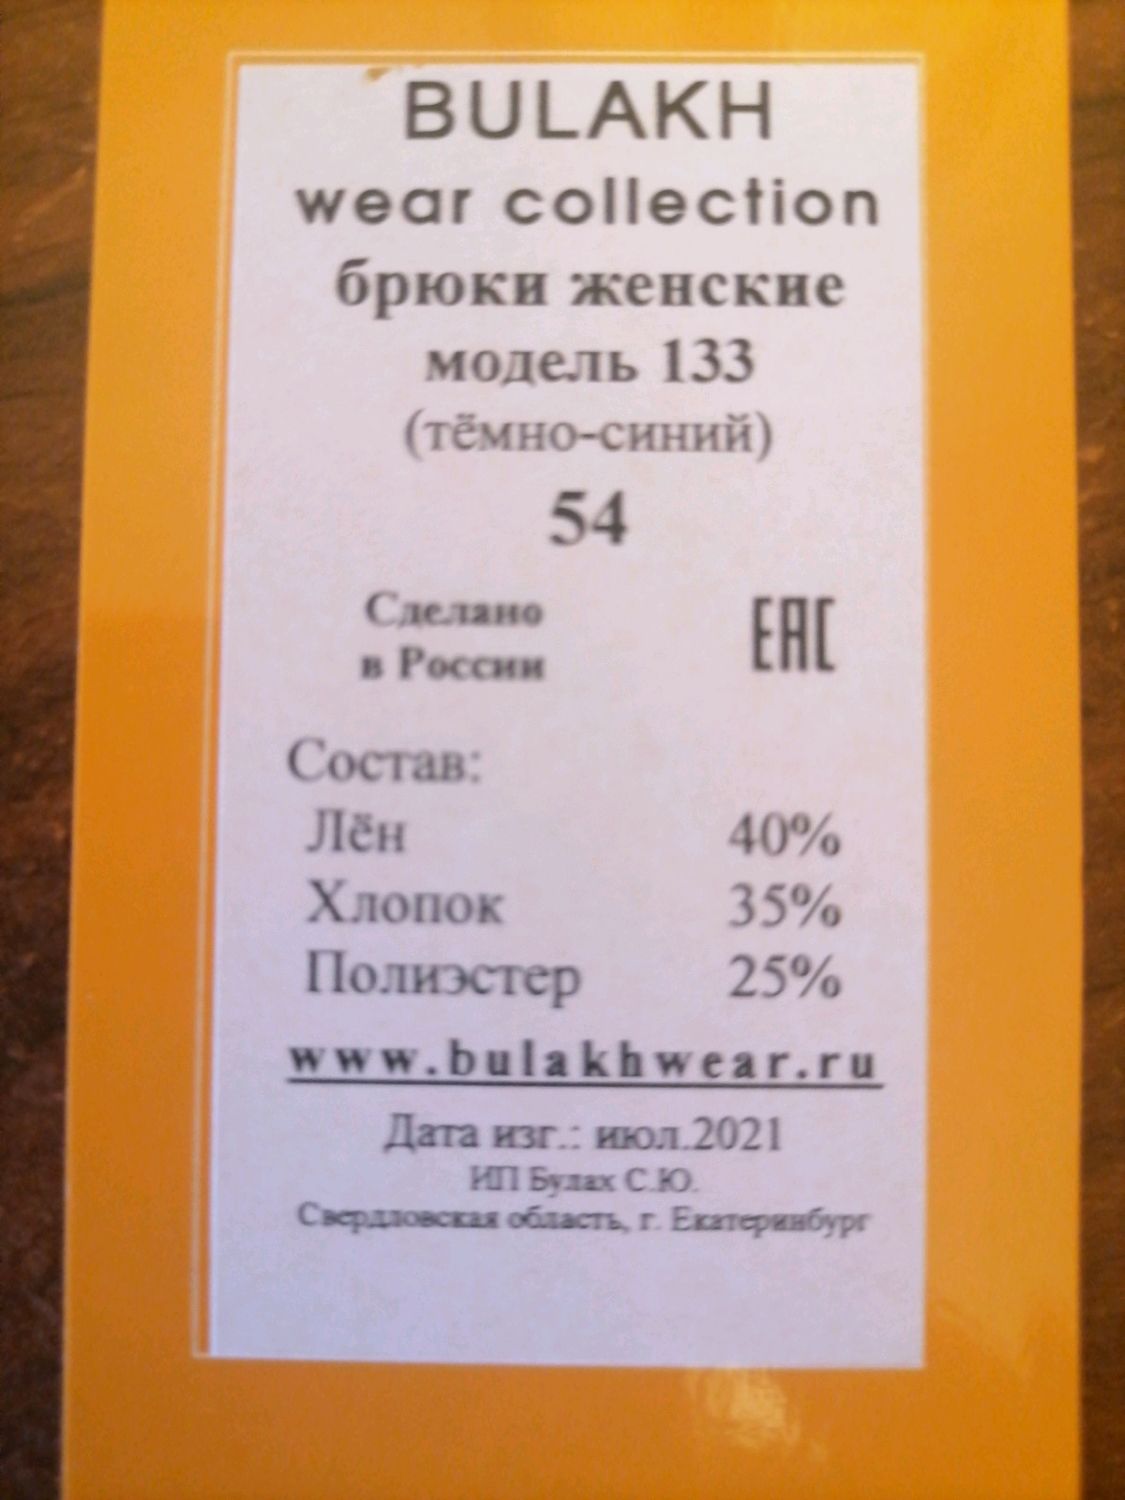 BULAKH
wear collection
брюки женские
модель 133
(тёмно-синий)
54
Сделано
в России
EAC
Состав:
Лён 40%
Хлопок 35%
Полиэстер 25%
www.bulakhwear.ru
Дата изг.: июл.2021
ИП Булах С.Ю.
Свердловская область, г. Екатеринбург